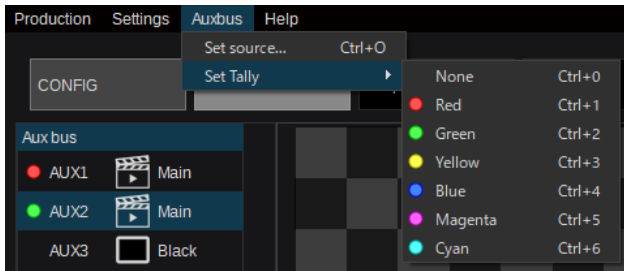 Production Settings Auxbus Help
Set source... Ctrl+O
Set Tally
CONFIG
None Ctrl+0
Red Ctrl+1
Green Ctrl+2
Yellow Ctrl+3
Blue Ctrl+4
Magenta Ctrl+5
Cyan Ctrl+6
Aux bus
AUX1 Main
AUX2 Main
AUX3 Black